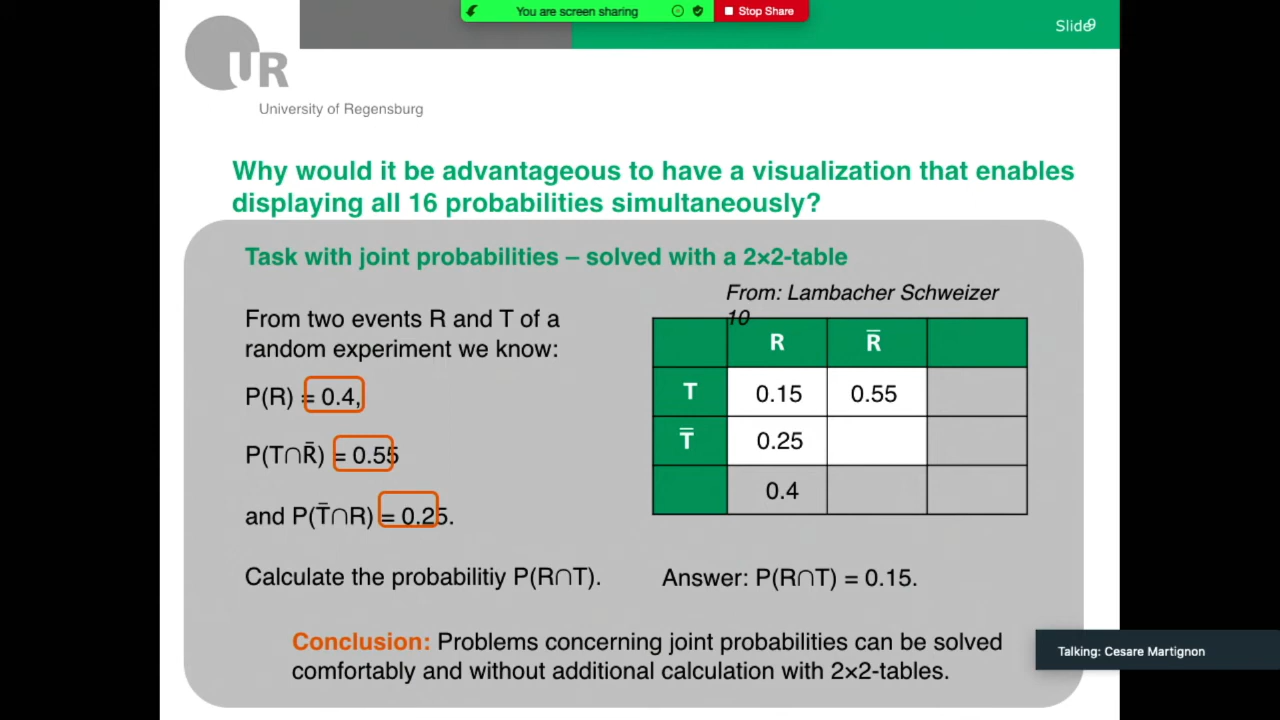 You are screen sharing
Stop Share
Slide9
UR
University of Regensburg
Why would it be advantageous to have a visualization that enables
displaying all 16 probabilities simultaneously?
Task with joint probabilities – solved with a 2×2-table
From: Lambacher Schweizer
10
From two events R and T of a
random experiment we know:
P(R) = 0.4,
P(T∩R̄) = 0.55
and P(T̄∩R) = 0.25.
R R̄
T 0.15 0.55
T̄ 0.25
0.4
Calculate the probabilitiy P(R∩T).
Answer: P(R∩T) = 0.15.
Conclusion: Problems concerning joint probabilities can be solved
comfortably and without additional calculation with 2×2-tables.
Talking: Cesare Martignon